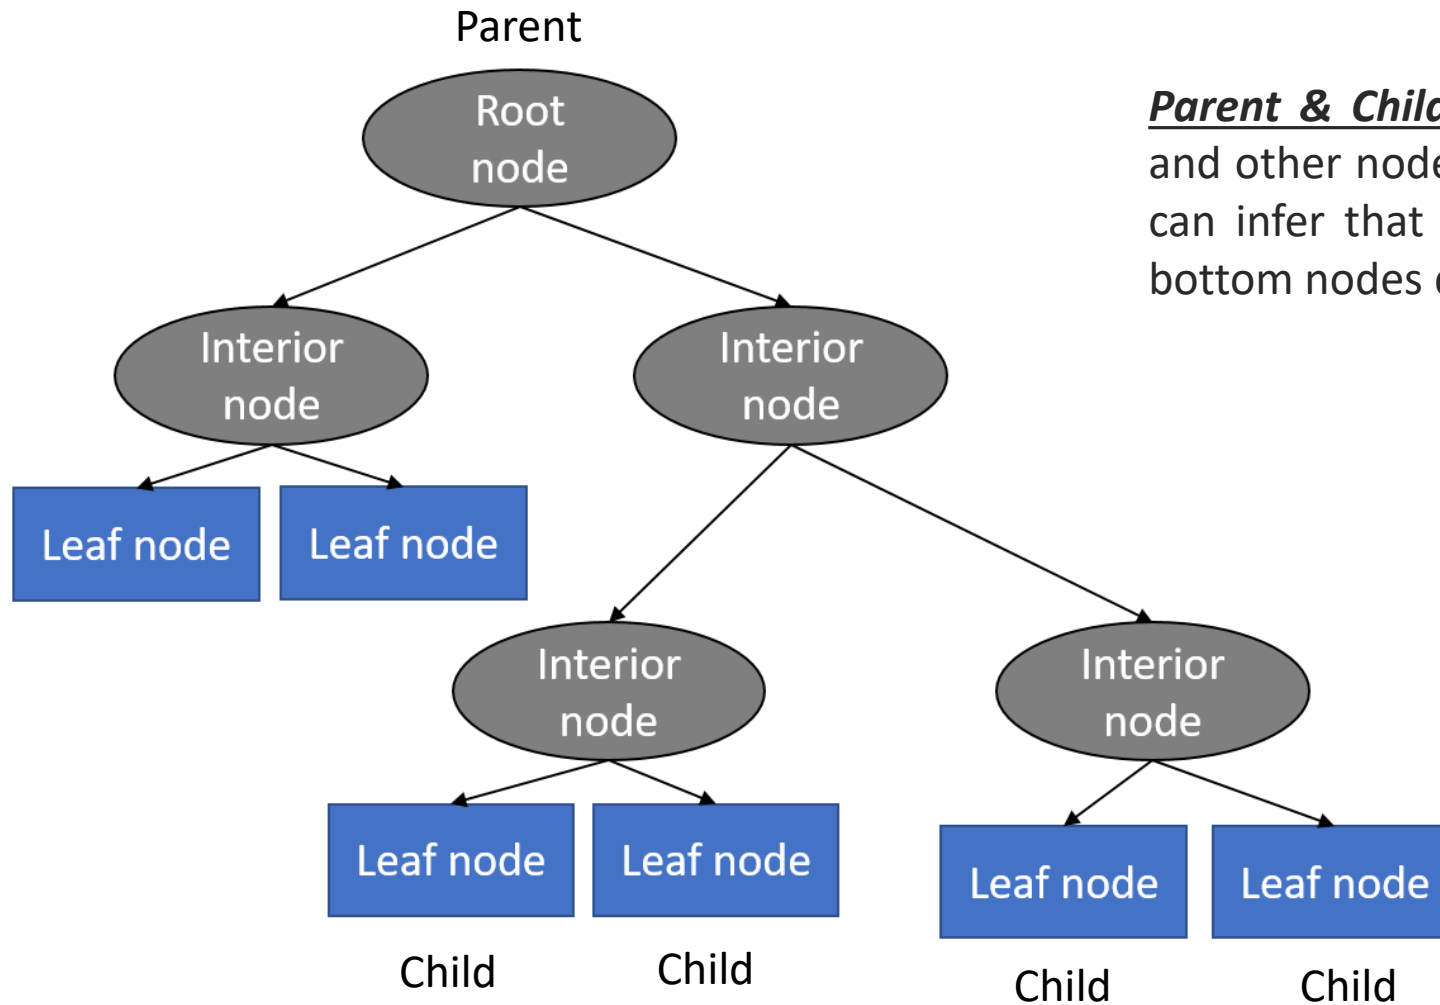 Parent
Root
node
Parent & Child
and other node
can infer that
bottom nodes
Interior
node
Interior
node
Leaf node
Leaf node
Interior
node
Interior
node
Leaf node
Leaf node
Leaf node
Leaf node
Child
Child
Child
Child